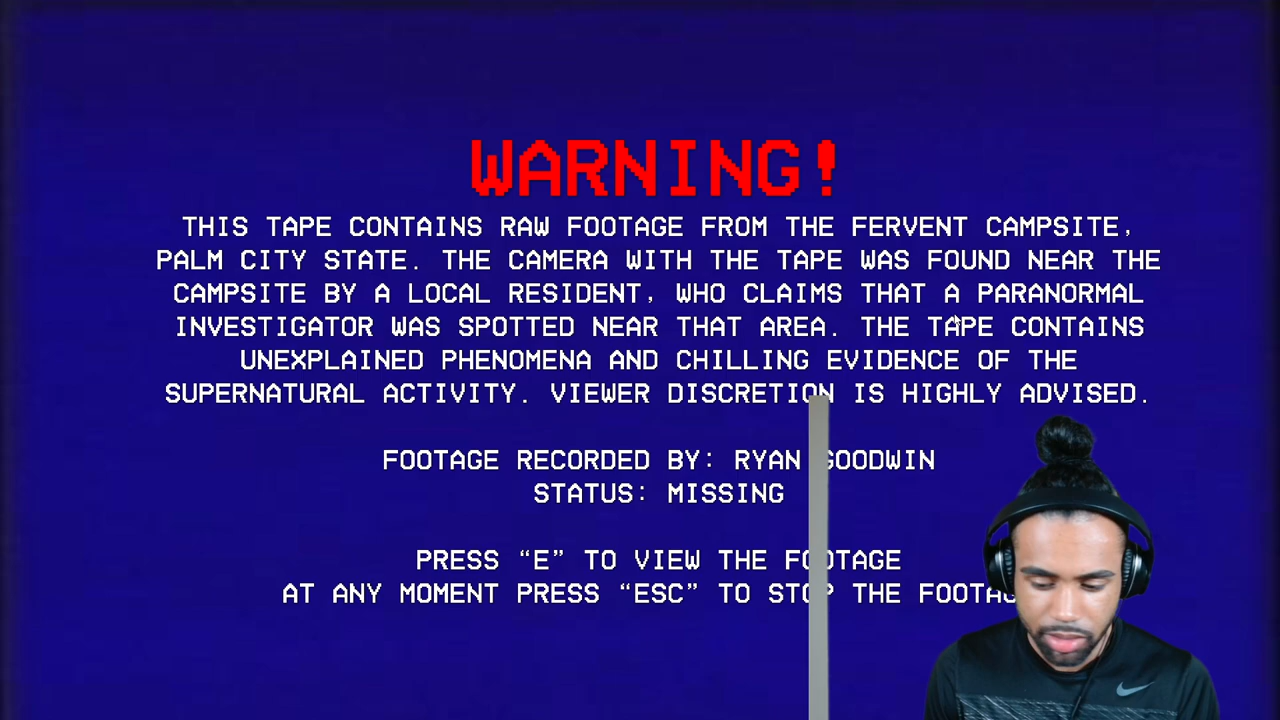 WARNING!
THIS TAPE CONTAINS RAW FOOTAGE FROM THE FERVENT CAMPSITE,
PALM CITY STATE. THE CAMERA WITH THE TAPE WAS FOUND NEAR THE
CAMPSITE BY A LOCAL RESIDENT, WHO CLAIMS THAT A PARANORMAL
INVESTIGATOR WAS SPOTTED NEAR THAT AREA. THE TAPE CONTAINS
UNEXPLAINED PHENOMENA AND CHILLING EVIDENCE OF THE
SUPERNATURAL ACTIVITY. VIEWER DISCRETION IS HIGHLY ADVISED.
FOOTAGE RECORDED BY: RYAN GOODWIN
STATUS: MISSING
PRESS “E” TO VIEW THE FOOTAGE
AT ANY MOMENT PRESS “ESC” TO STOP THE FOOTAG